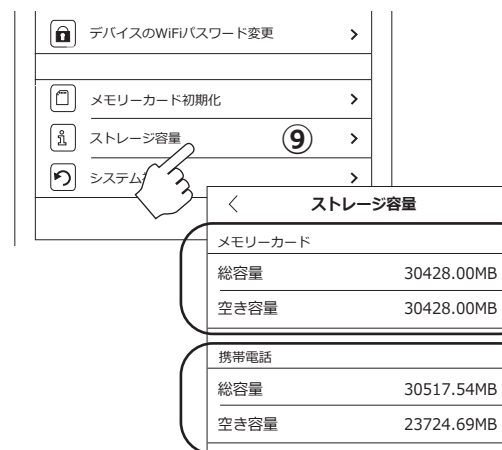 デバイスのWiFiパスワード変更
メモリーカード初期化
ストレージ容量
⑨
システム
ストレージ容量
メモリーカード
総容量 30428.00MB
空き容量 30428.00MB
携帯電話
総容量 30517.54MB
空き容量 23724.69MB